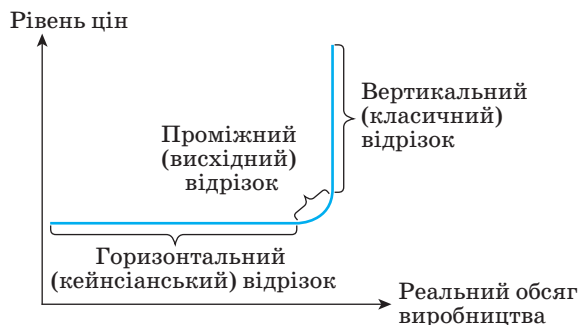 Рівень цін
Вертикальний
(класичний)
відрізок
Проміжний
(висхідний)
відрізок
Горизонтальний
(кейнсіанський) відрізок
Реальний обсяг
виробництва